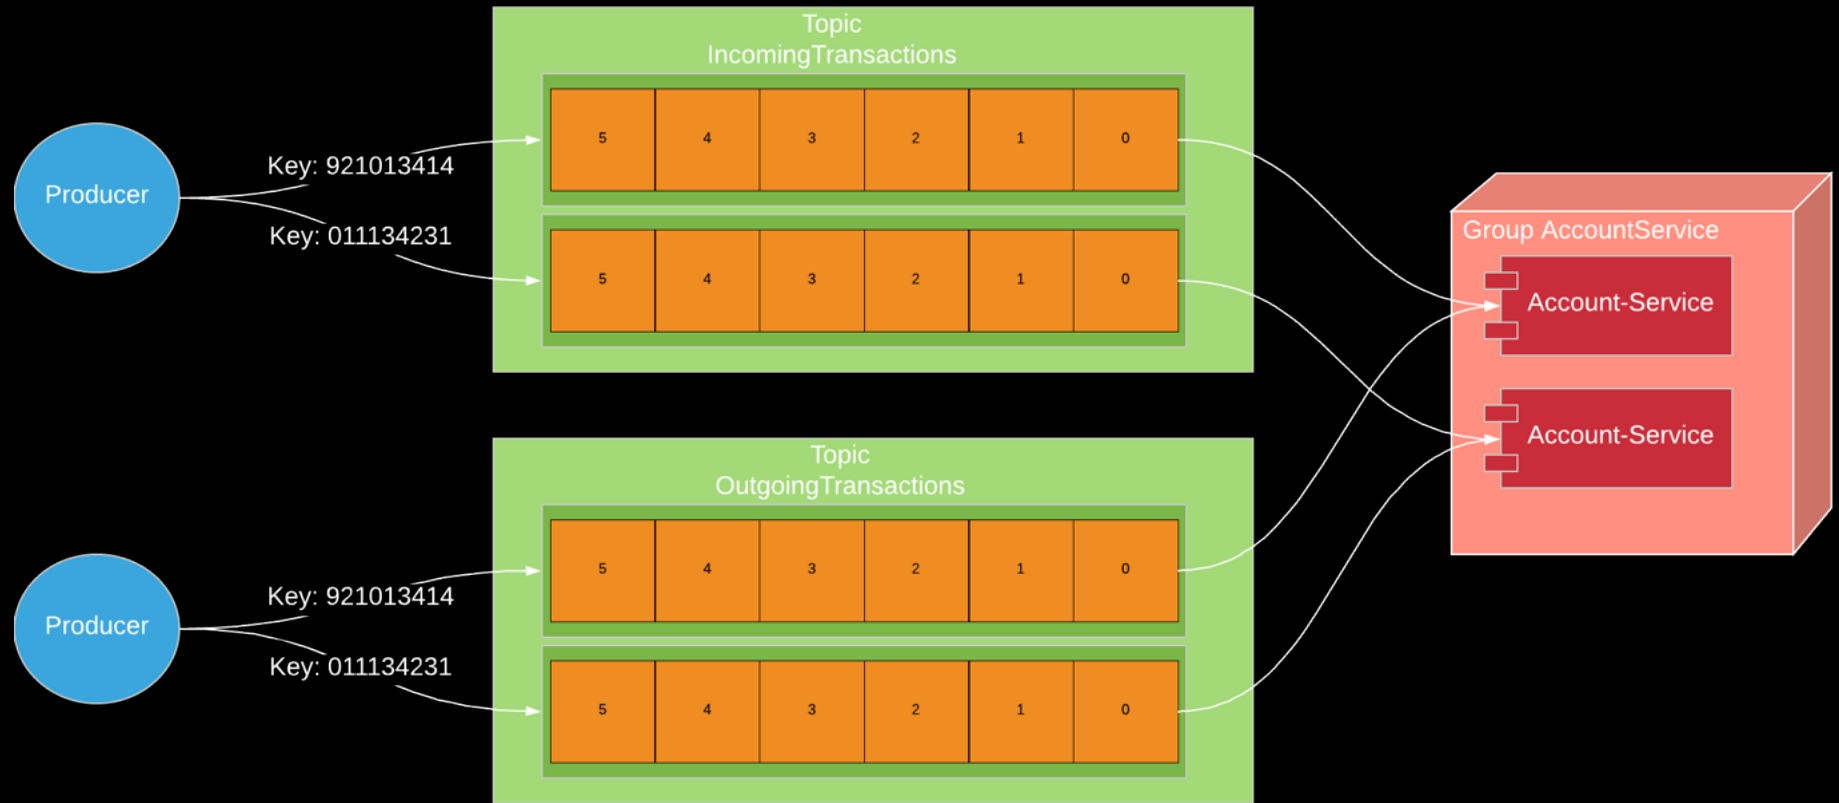 Topic
IncomingTransactions
Producer
Key: 921013414
Key: 011134231
5 4 3 2 1 0
5 4 3 2 1 0
Group AccountService
Account-Service
Account-Service
Topic
OutgoingTransactions
Producer
Key: 921013414
Key: 011134231
5 4 3 2 1 0
5 4 3 2 1 0